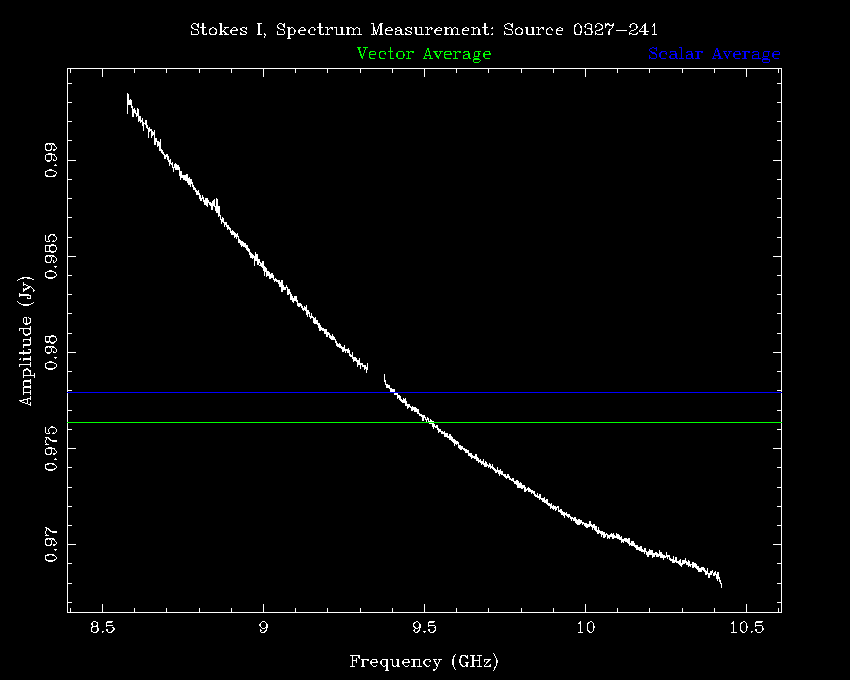 Stokes I, Spectrum Measurement: Source 0327−241
Vector Average Scalar Average
0.99
0.985
0.98
0.975
0.97
Amplitude (Jy)
8.5 9 9.5 10 10.5
Frequency (GHz)